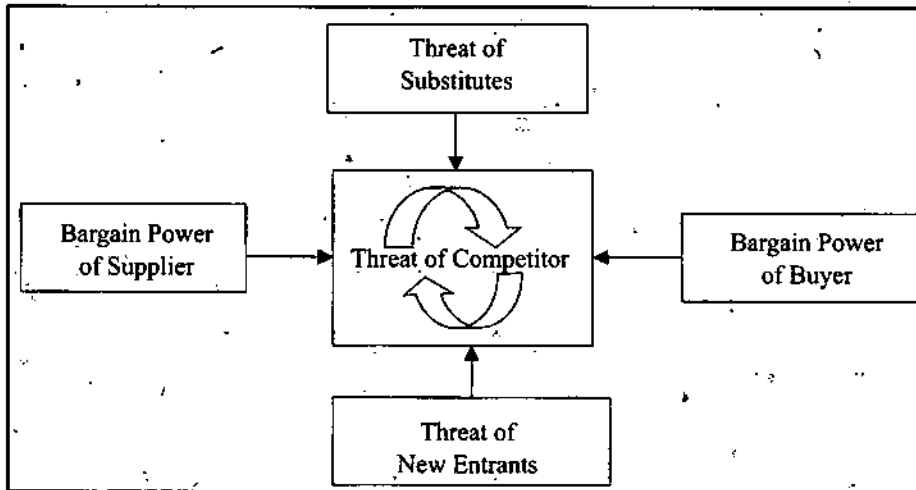 Threat of
Substitutes
Bargain Power
of Supplier
Threat of Competitor
Bargain Power
of Buyer
Threat of
New Entrants